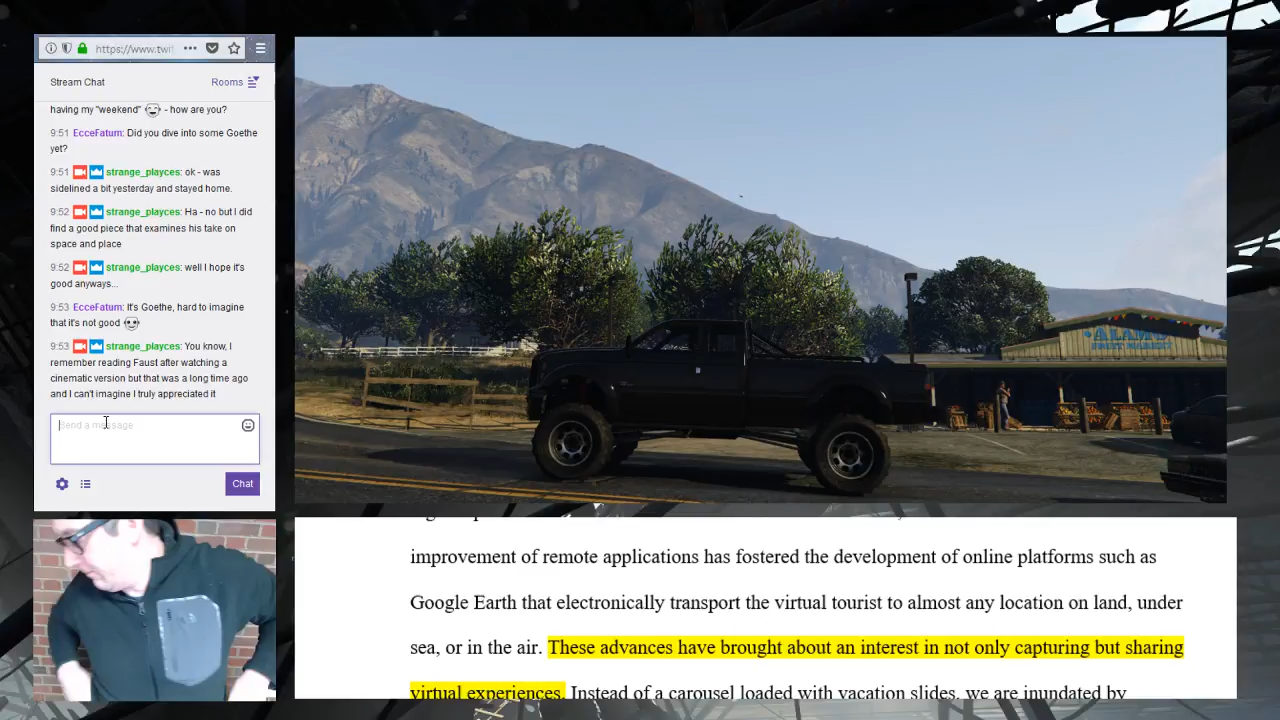 https://www.twi
Stream Chat
Rooms
having my "weekend" - how are you?
9:51 EcceFatum: Did you dive into some Goethe
yet?
9:51 strange_playces: ok - was
sidelined a bit yesterday and stayed home.
9:52 strange_playces: Ha - no but I did
find a good piece that examines his take on
space and place
9:52 strange_playces: well I hope it's
good anyways...
9:53 EcceFatum: It's Goethe, hard to imagine
that it's not good
9:53 strange_playces: You know, I
remember reading Faust after watching a
cinematic version but that was a long time ago
and I can't imagine I truly appreciated it
Send a message
Chat
improvement of remote applications has fostered the development of online platforms such as
Google Earth that electronically transport the virtual tourist to almost any location on land, under
sea, or in the air. These advances have brought about an interest in not only capturing but sharing
virtual experiences. Instead of a carousel loaded with vacation slides, we are inundated by